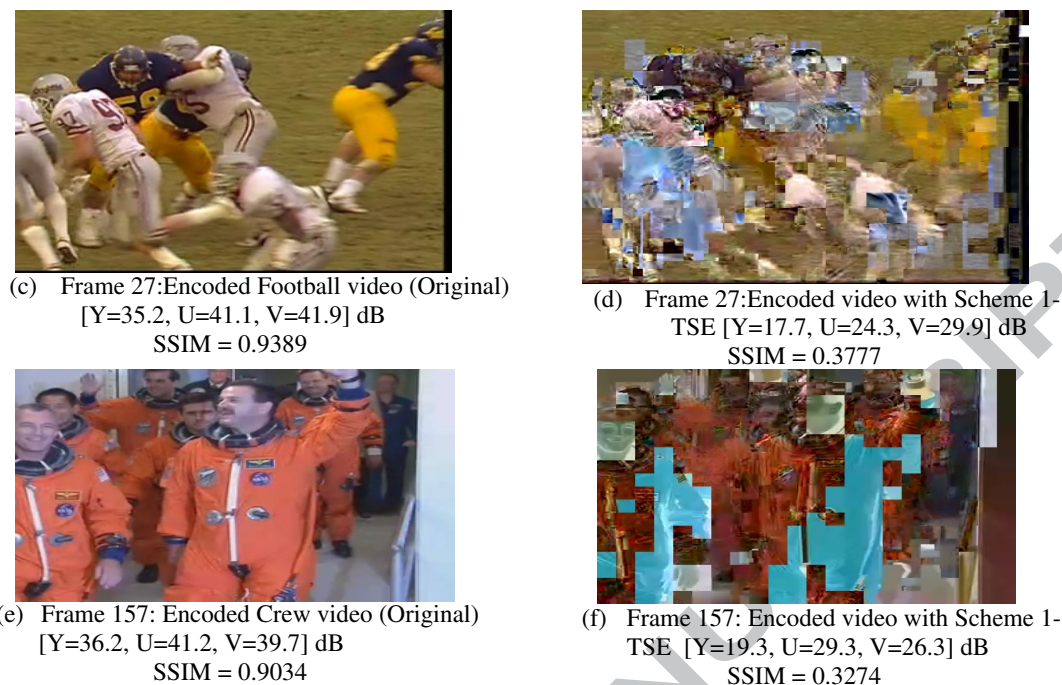 (c) Frame 27:Encoded Football video (Original)
[Y=35.2, U=41.1, V=41.9] dB
SSIM = 0.9389
(d) Frame 27:Encoded video with Scheme 1-
TSE [Y=17.7, U=24.3, V=29.9] dB
SSIM = 0.3777
(e) Frame 157: Encoded Crew video (Original)
[Y=36.2, U=41.2, V=39.7] dB
SSIM = 0.9034
(f) Frame 157: Encoded video with Scheme 1-
TSE [Y=19.3, U=29.3, V=26.3] dB
SSIM = 0.3274